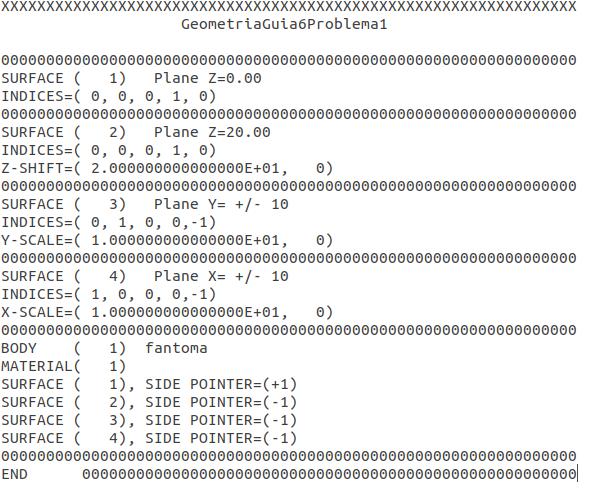 XXXXXXXXXXXXXXXXXXXXXXXXXXXXXXXXXXXXXXXXXXXXXXXXXXXXXXXXXXXXXXXX
GeometriaGuia6Problema1
0000000000000000000000000000000000000000000000000000000000000000
SURFACE (   1)   Plane Z=0.00
INDICES=( 0, 0, 0, 1, 0)
0000000000000000000000000000000000000000000000000000000000000000
SURFACE (   2)   Plane Z=20.00
INDICES=( 0, 0, 0, 1, 0)
Z-SHIFT=( 2.000000000000000E+01,   0)
0000000000000000000000000000000000000000000000000000000000000000
SURFACE (   3)   Plane Y= +/- 10
INDICES=( 0, 1, 0, 0,-1)
Y-SCALE=( 1.000000000000000E+01,   0)
0000000000000000000000000000000000000000000000000000000000000000
SURFACE (   4)   Plane X= +/- 10
INDICES=( 1, 0, 0, 0,-1)
X-SCALE=( 1.000000000000000E+01,   0)
0000000000000000000000000000000000000000000000000000000000000000
BODY    (   1)  fantoma
MATERIAL(   1)
SURFACE (   1), SIDE POINTER=(+1)
SURFACE (   2), SIDE POINTER=(-1)
SURFACE (   3), SIDE POINTER=(-1)
SURFACE (   4), SIDE POINTER=(-1)
0000000000000000000000000000000000000000000000000000000000000000
END      0000000000000000000000000000000000000000000000000000000